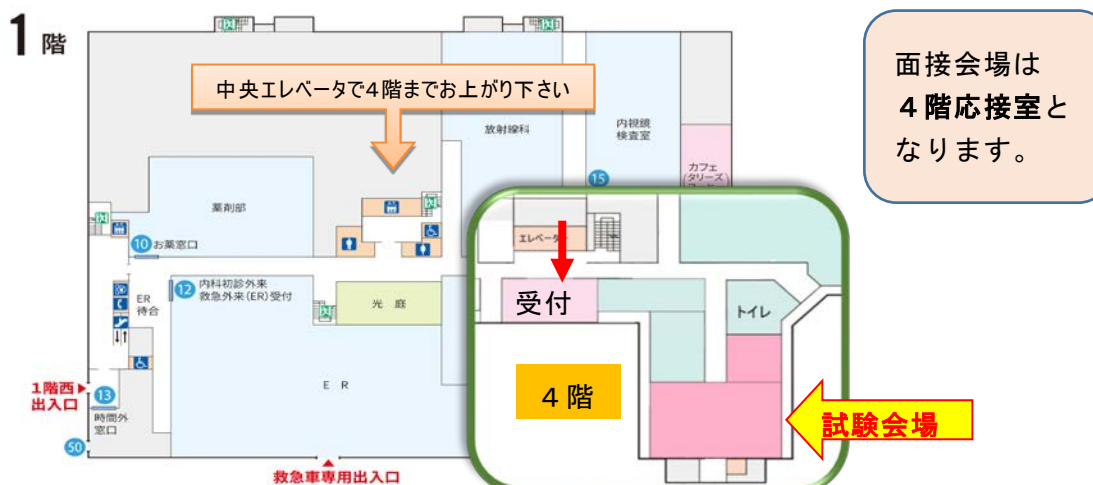 1階
中央エレベータで4階までお上がり下さい
面接会場は
４階応接室と
なります。
放射線科
内視鏡
検査室
15
カフェ
タリーズ
薬剤部
10 お薬窓口
12 内科初診外来
救急外来(ER)受付
光庭
ER
待合
ER
1階西
出入口
13
時間外
窓口
50
救急車専用出入口
エレベーター
受付
トイレ
４階
試験会場